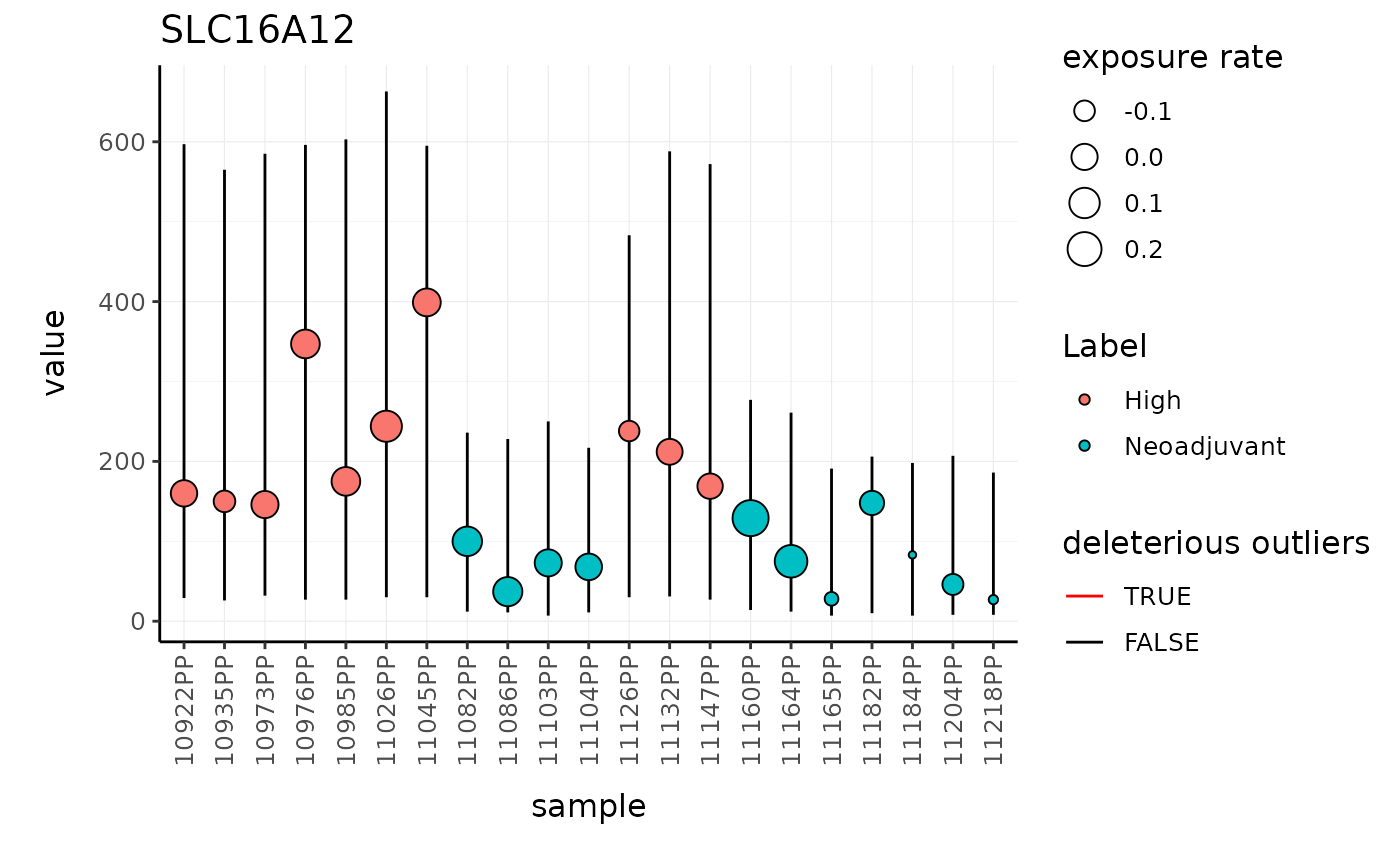 SLC16A12
value
600
400
200
0
10922PP
10935PP
10973PP
10976PP
10985PP
11026PP
11045PP
11082PP
11086PP
11103PP
11104PP
11126PP
11132PP
11147PP
11160PP
11164PP
11165PP
11182PP
11184PP
11204PP
11218PP
sample
exposure rate
-0.1
0.0
0.1
0.2
Label
High
Neoadjuvant
deleterious outliers
TRUE
FALSE